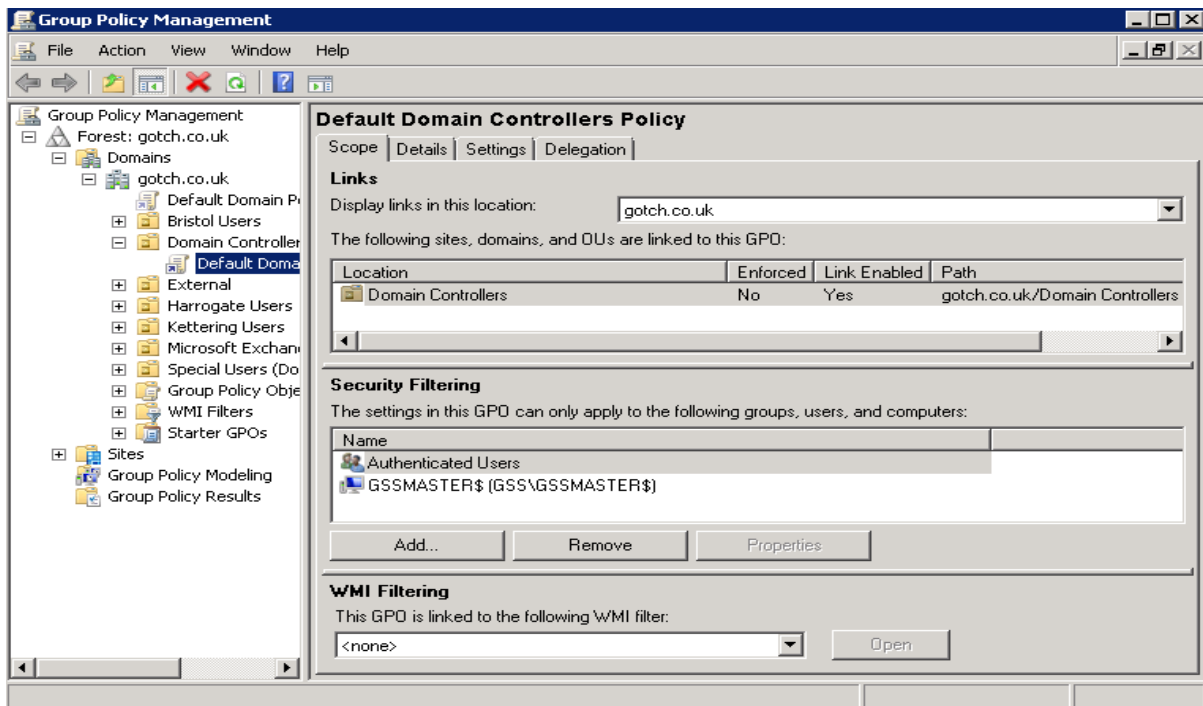 Group Policy Management
File Action View Window Help
Group Policy Management
Forest: gotch.co.uk
Domains
gotch.co.uk
Default Domain P
Bristol Users
Domain Controller
Default Doma
External
Harrogate Users
Kettering Users
Microsoft Exchan
Special Users (Do
Group Policy Obje
WMI Filters
Starter GPOs
Sites
Group Policy Modeling
Group Policy Results
Default Domain Controllers Policy
Scope Details Settings Delegation
Links
Display links in this location: gotch.co.uk
The following sites, domains, and OUs are linked to this GPO:
Location Enforced Link Enabled Path
Domain Controllers No Yes gotch.co.uk/Domain Controllers
Security Filtering
The settings in this GPO can only apply to the following groups, users, and computers:
Name
Authenticated Users
GSSMASTER$ (GSS\GSSMASTER$)
Add... Remove Properties
WMI Filtering
This GPO is linked to the following WMI filter:
<none> Open